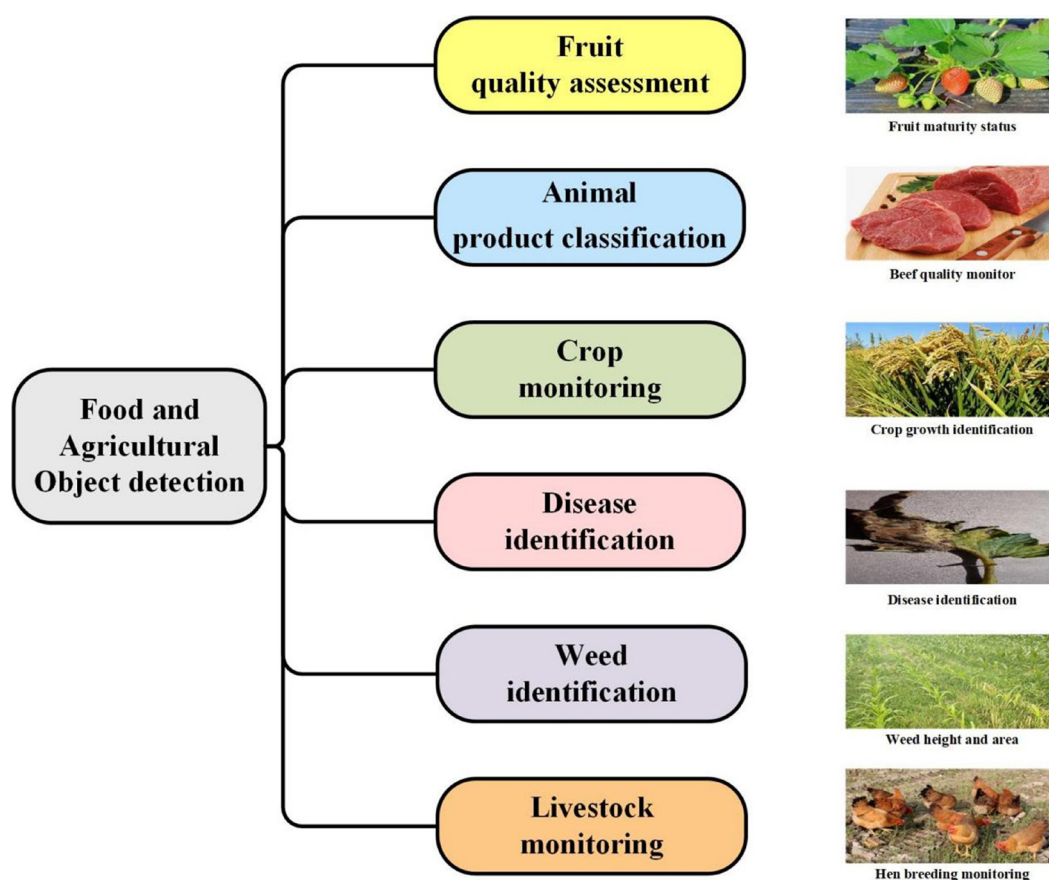 Fruit
quality assessment
Fruit maturity status
Animal
product classification
Beef quality monitor
Crop
monitoring
Crop growth identification
Food and
Agricultural
Object detection
Disease
identification
Disease identification
Weed
identification
Weed height and area
Livestock
monitoring
Hen breeding monitoring